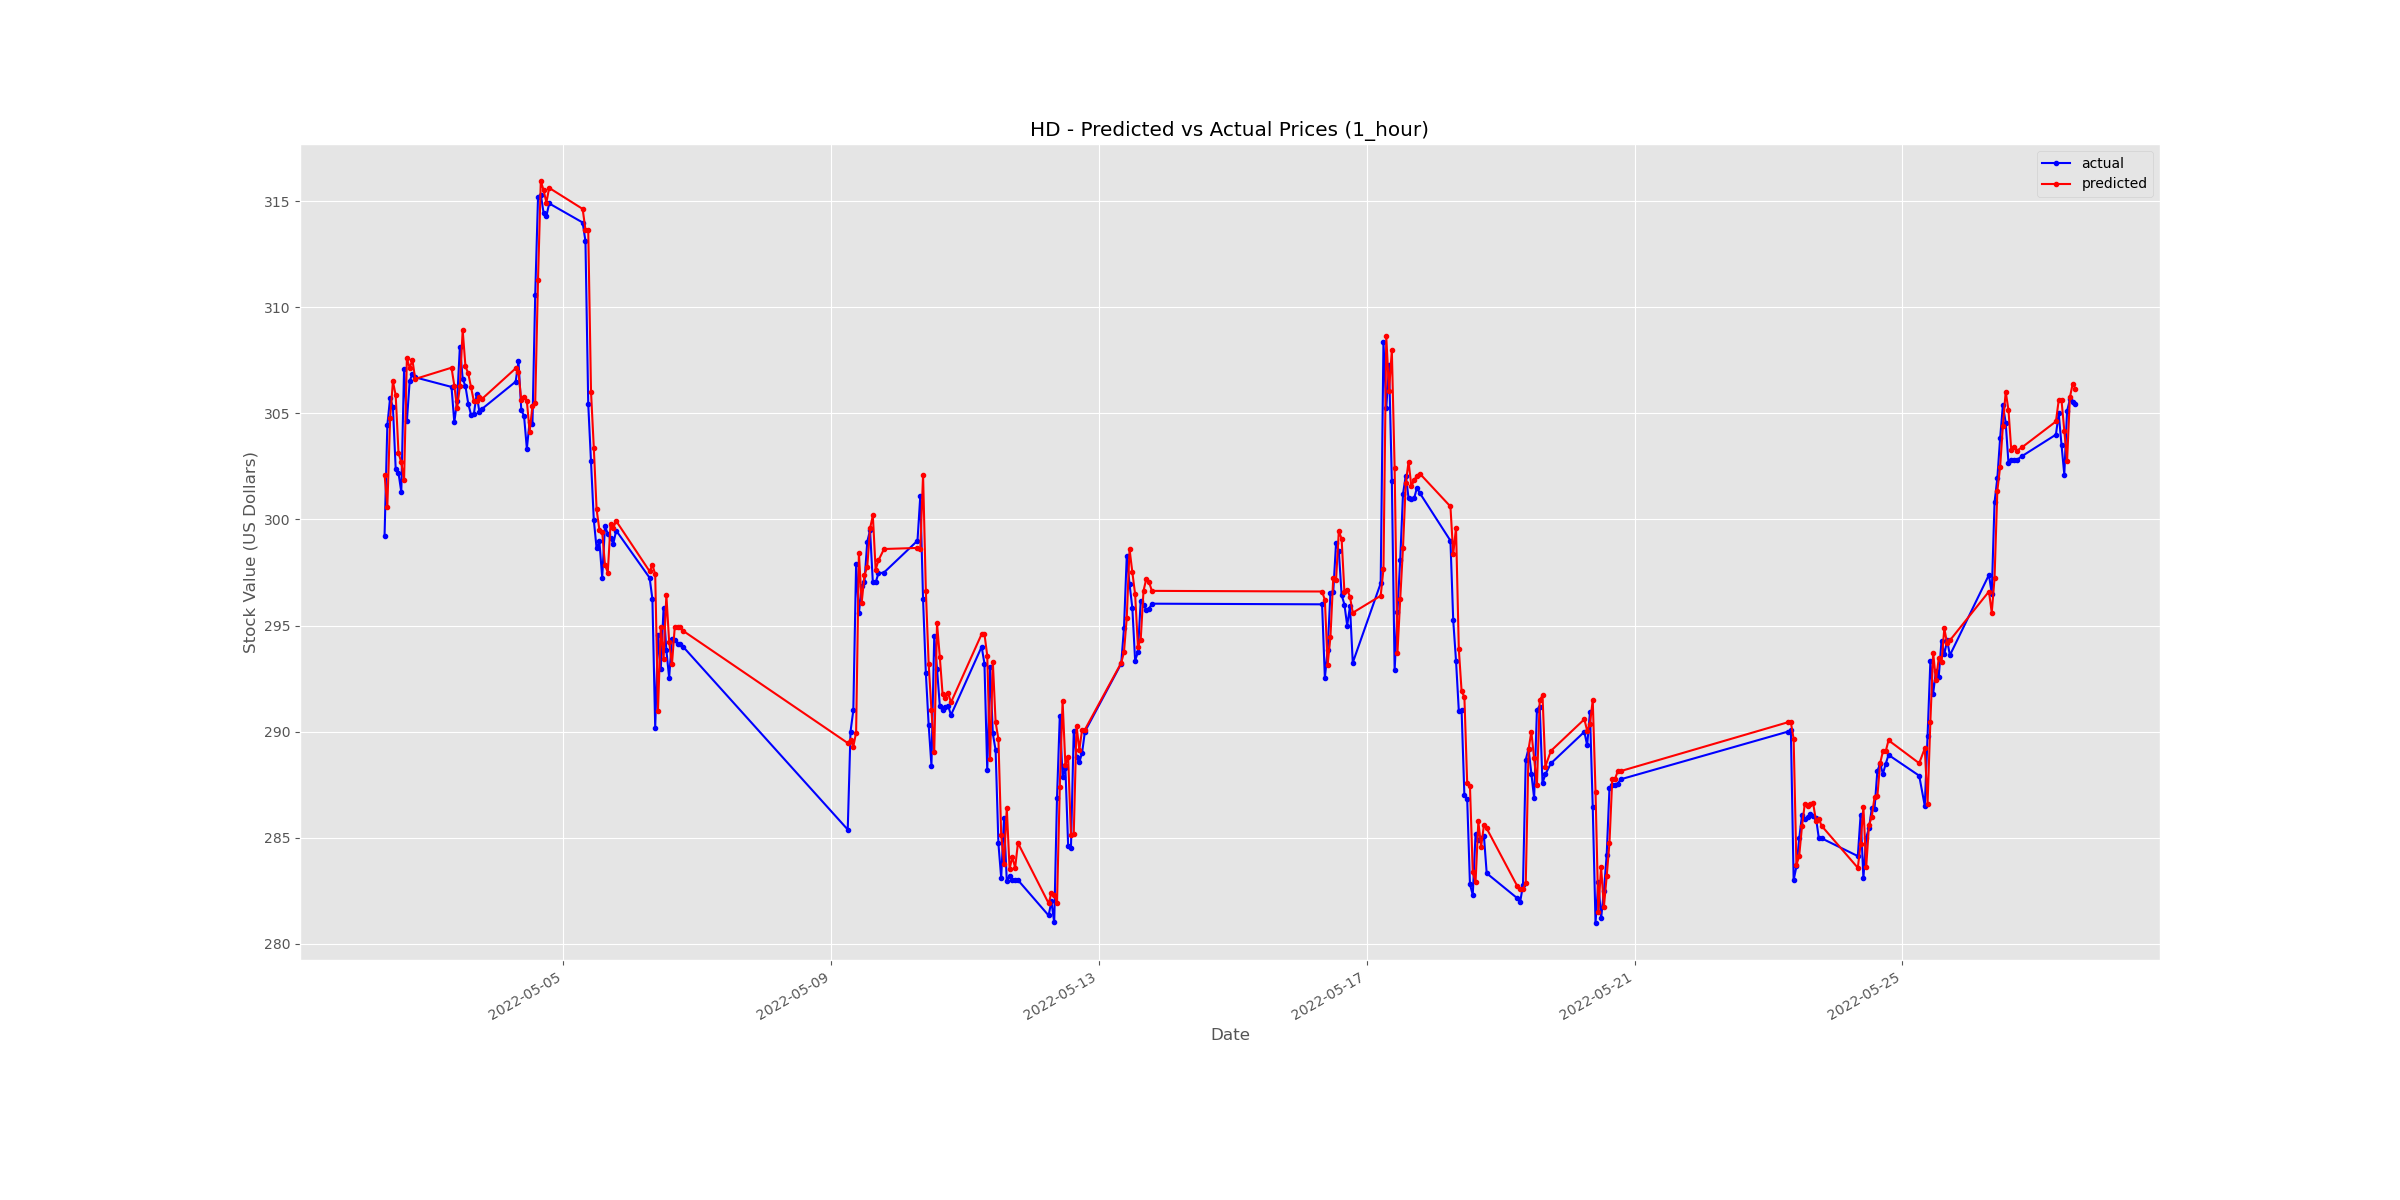 HD - Predicted vs Actual Prices (1_hour)
actual
predicted
315
310
305
300
295
290
285
280
Stock Value (US Dollars)
2022-05-05
2022-05-09
2022-05-13
2022-05-17
2022-05-21
2022-05-25
Date